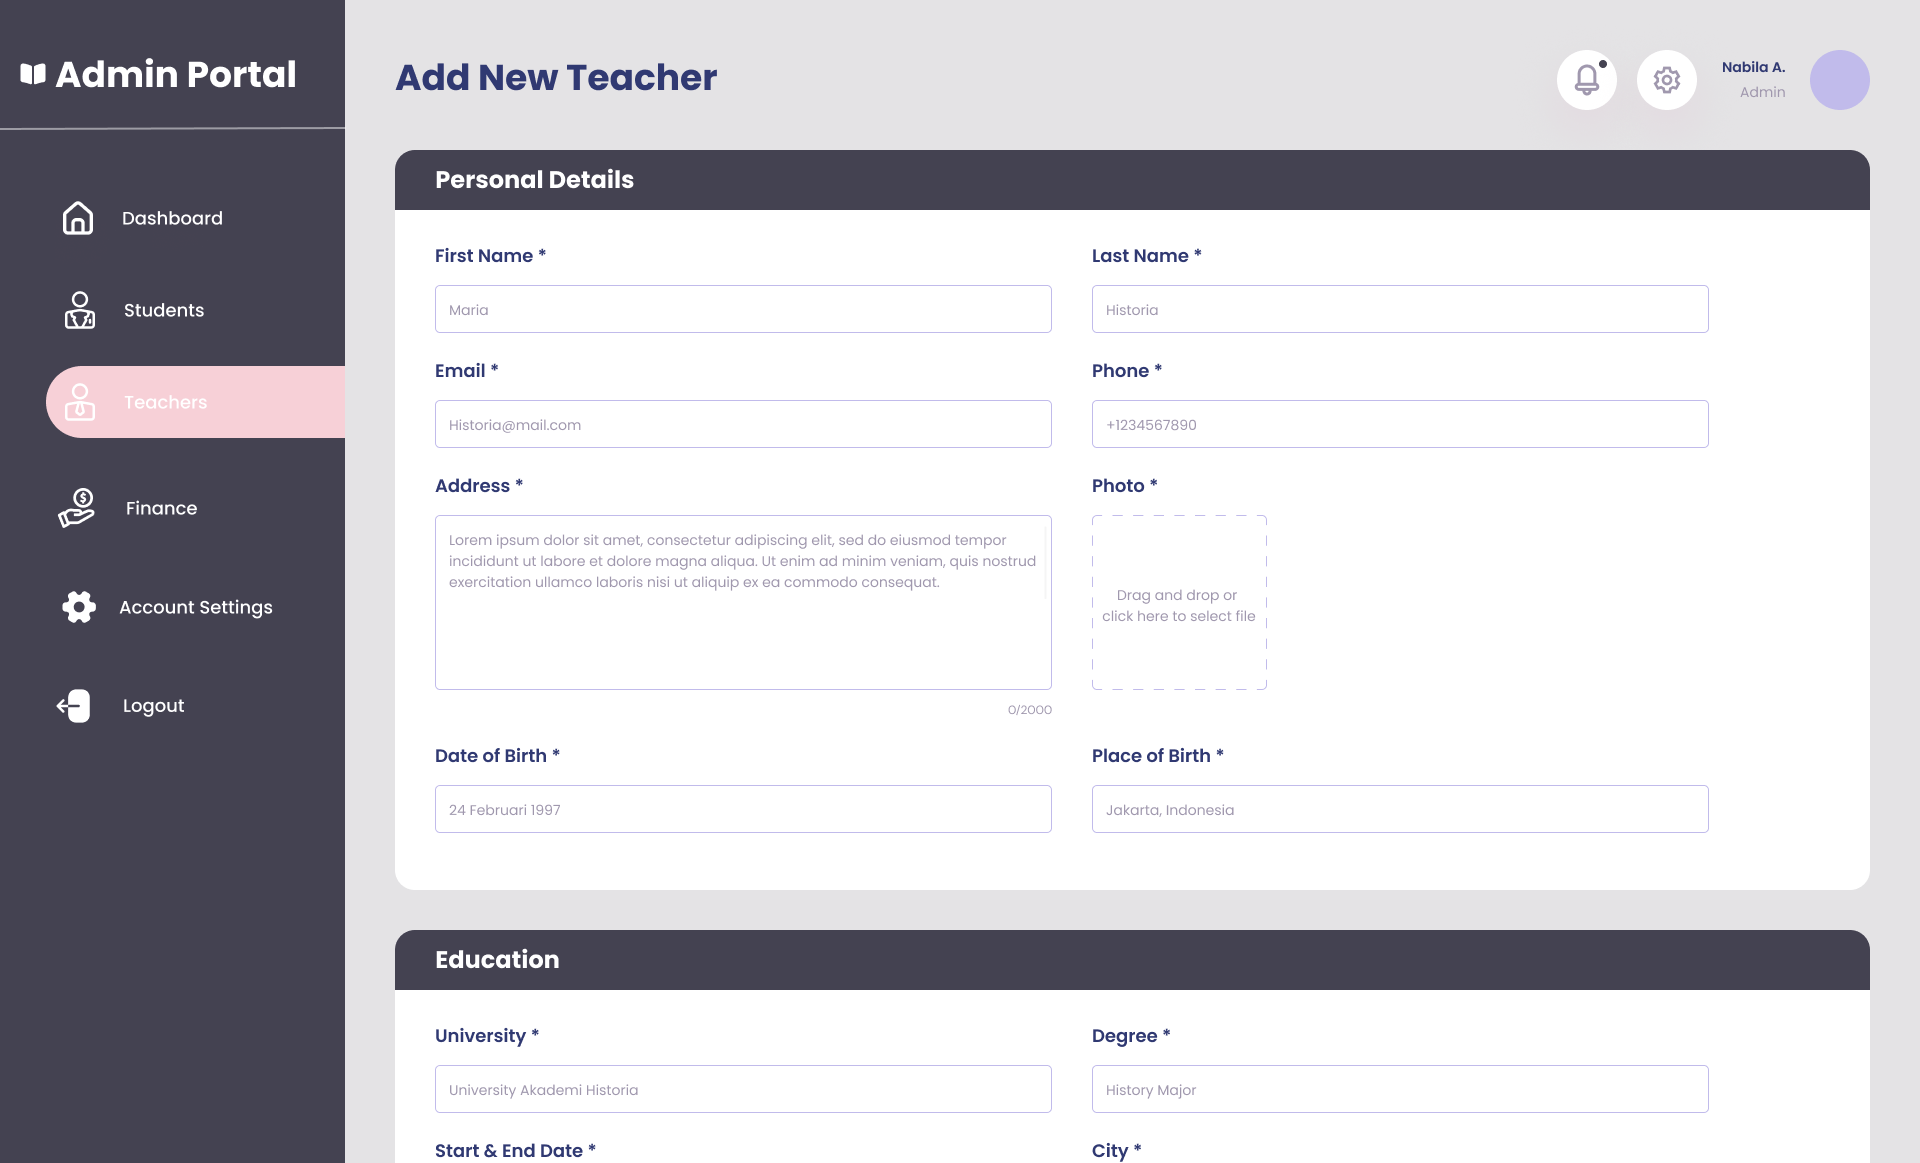 Admin Portal
Dashboard
Students
Teachers
Finance
Account Settings
Logout
Add New Teacher
Nabila A.
Admin
Personal Details
First Name *
Last Name *
Maria
Historia
Email *
Phone *
Historia@mail.com
+1234567890
Address *
Photo *
Lorem ipsum dolor sit amet, consectetur adipiscing elit, sed do eiusmod tempor
incididunt ut labore et dolore magna aliqua. Ut enim ad minim veniam, quis nostrud
exercitation ullamco laboris nisi ut aliquip ex ea commodo consequat.
Drag and drop or
click here to select file
0/2000
Date of Birth *
Place of Birth *
24 Februari 1997
Jakarta, Indonesia
Education
University *
Degree *
University Akademi Historia
History Major
Start & End Date *
City *